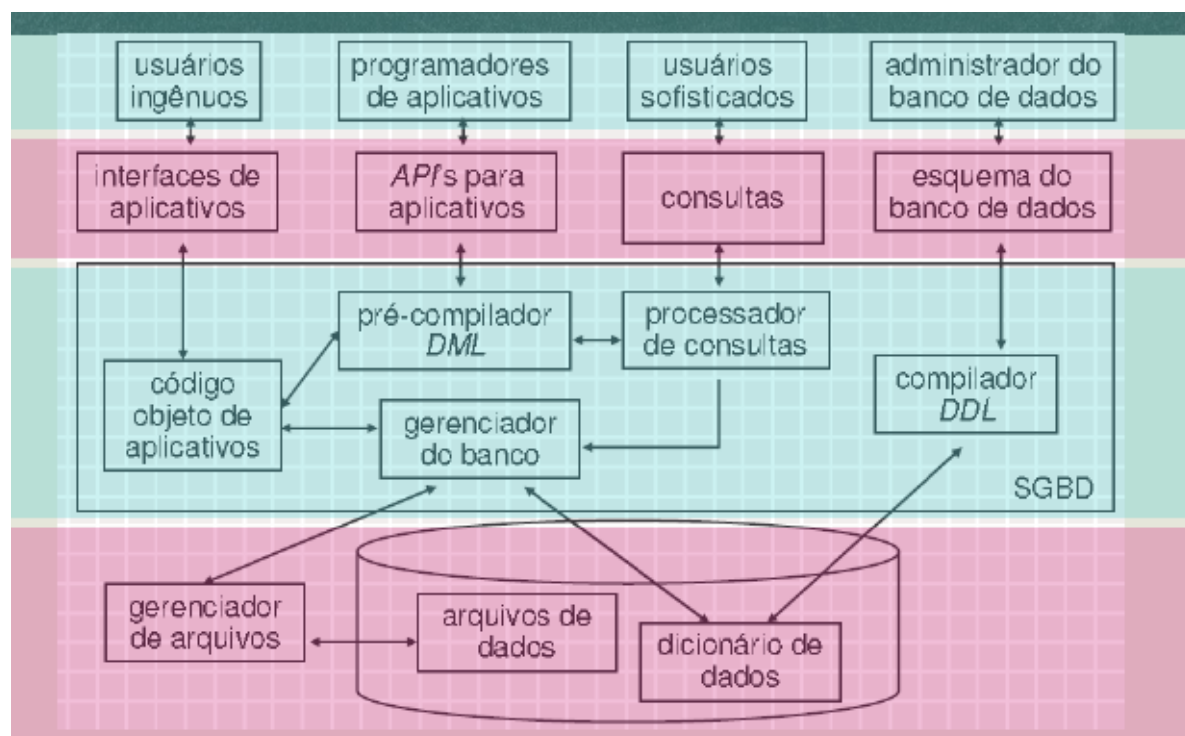 usuários
ingênuos
programadores
de aplicativos
usuários
sofisticados
administrador do
banco de dados
interfaces de
aplicativos
API's para
aplicativos
consultas
esquema do
banco de dados
pré-compilador
DML
processador
de consultas
código
objeto de
aplicativos
gerenciador
do banco
compilador
DDL
SGBD
gerenciador
de arquivos
arquivos de
dados
dicionário de
dados